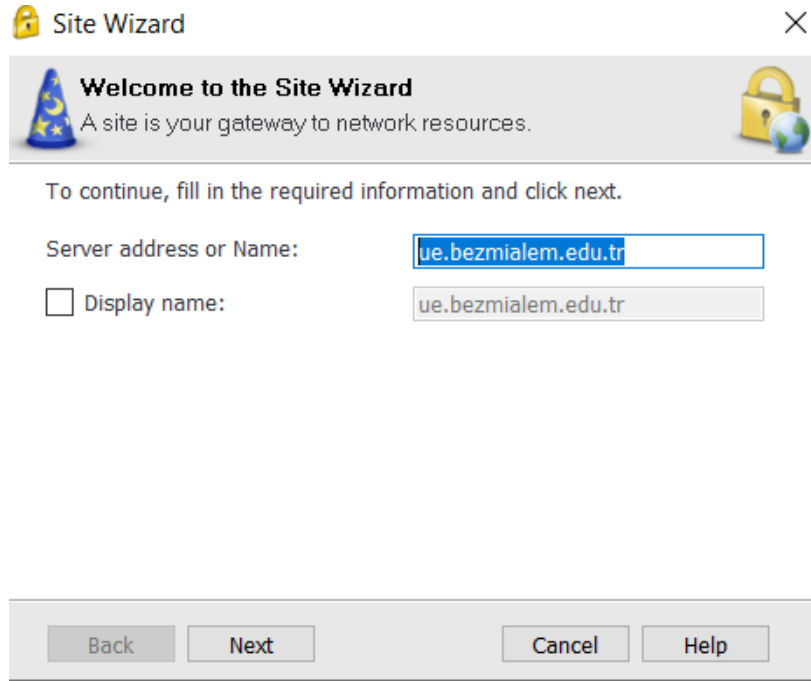 Site Wizard
Welcome to the Site Wizard
A site is your gateway to network resources.
To continue, fill in the required information and click next.
Server address or Name: ue.bezmialem.edu.tr
Display name: ue.bezmialem.edu.tr
Back Next Cancel Help